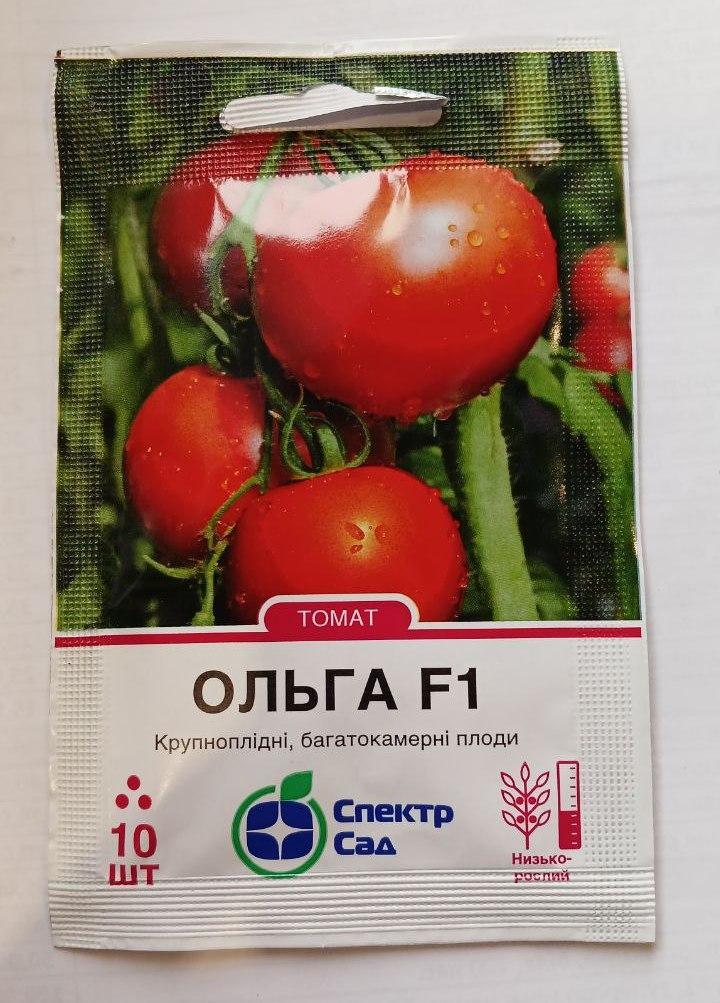 ТОМАТ
ОЛЬГА F1
Крупноплідні, багатокамерні плоди
10
ШТ
Спектр
Сад
Низько-
рослий